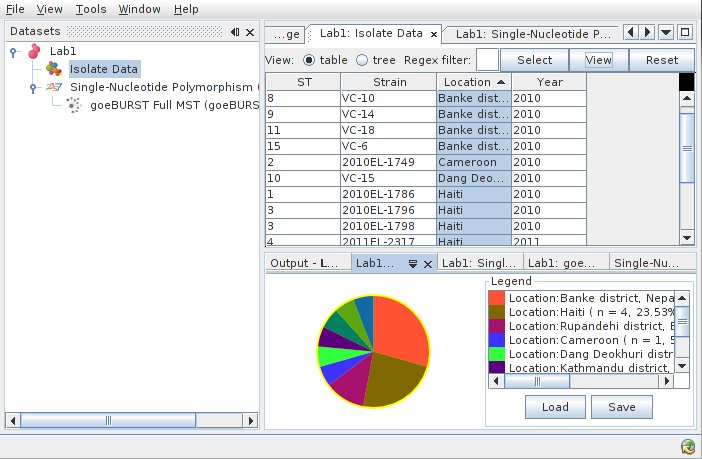 File View Tools Window Help
Datasets
Lab1
Isolate Data
Single-Nucleotide Polymorphism (
goeBURST Full MST (goeBURS
...ge Lab1: Isolate Data Lab1: Single-Nucleotide P...
View: table tree Regex filter: Select View Reset
ST Strain Location Year
8 VC-10 Banke dist... 2010
9 VC-14 Banke dist... 2010
11 VC-18 Banke dist... 2010
15 VC-6 Banke dist... 2010
2 2010EL-1749 Cameroon 2010
10 VC-15 Dang Deo... 2010
1 2010EL-1786 Haiti 2010
3 2010EL-1796 Haiti 2010
3 2010EL-1798 Haiti 2010
4 2011EL-2317 Haiti 2011
Output - L... Lab1... Lab1: Singl... Lab1: goe... Single-Nu...
Legend
Location:Banke district, Nepa
Location:Haiti ( n = 4, 23.53%
Location:Rupandehi district,
Location:Cameroon ( n = 1, 5
Location:Dang Deokhuri distr
Location:Kathmandu district,
Load Save